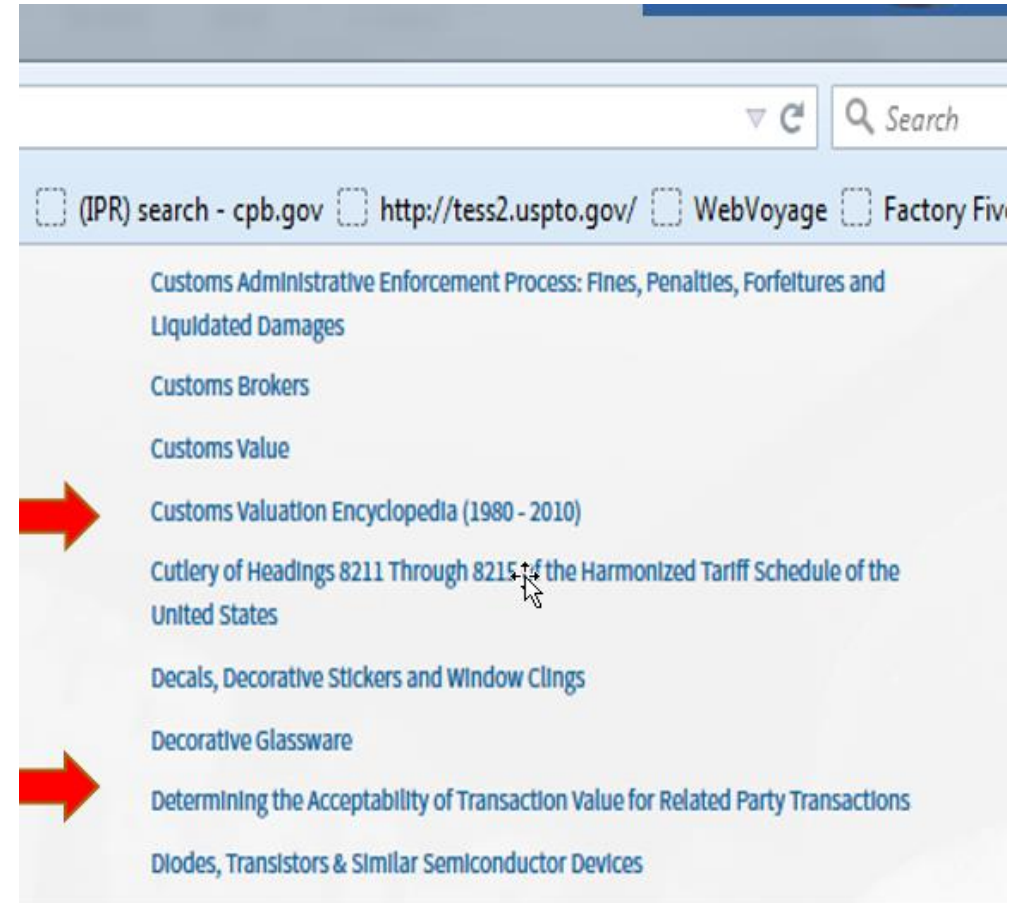 Search
(IPR) search - cpb.gov http://tess2.uspto.gov/ WebVoyage Factory Five
Customs Administrative Enforcement Process: Fines, Penalties, Forfeitures and
Liquidated Damages
Customs Brokers
Customs Value
Customs Valuation Encyclopedia (1980 - 2010)
Cutlery of Headings 8211 Through 8215 of the Harmonized Tariff Schedule of the
United States
Decals, Decorative Stickers and Window Clings
Decorative Glassware
Determining the Acceptability of Transaction Value for Related Party Transactions
Diodes, Transistors & Similar Semiconductor Devices